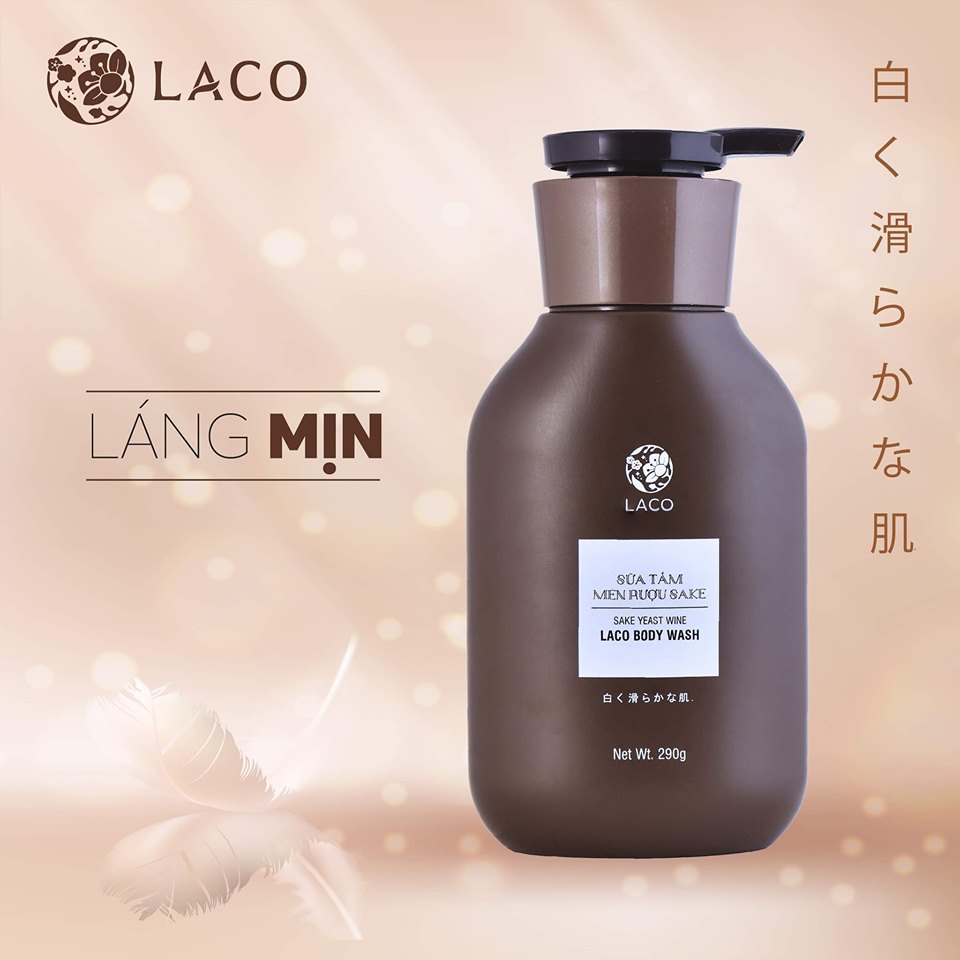 LACO
白く滑らかな肌.
LÁNG MỊN
LACO
SỮA TẮM
MEN RƯỢU SAKE
SAKE YEAST WINE
LACO BODY WASH
白く滑らかな肌.
Net Wt. 290g